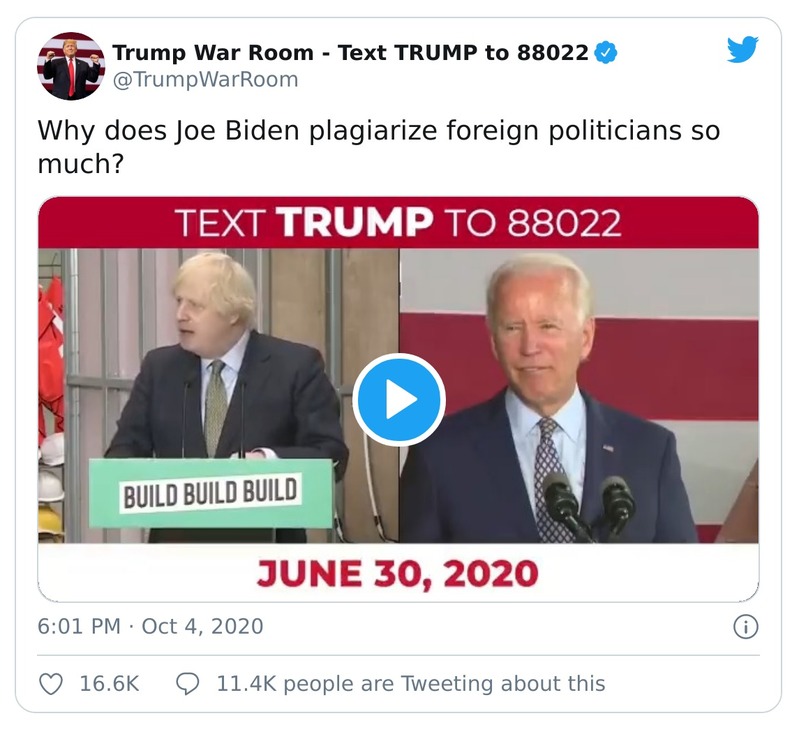 Trump War Room - Text TRUMP to 88022
@TrumpWarRoom
Why does Joe Biden plagiarize foreign politicians so
much?
TEXT TRUMP TO 88022
BUILD BUILD BUILD
JUNE 30, 2020
6:01 PM · Oct 4, 2020
16.6K 11.4K people are Tweeting about this